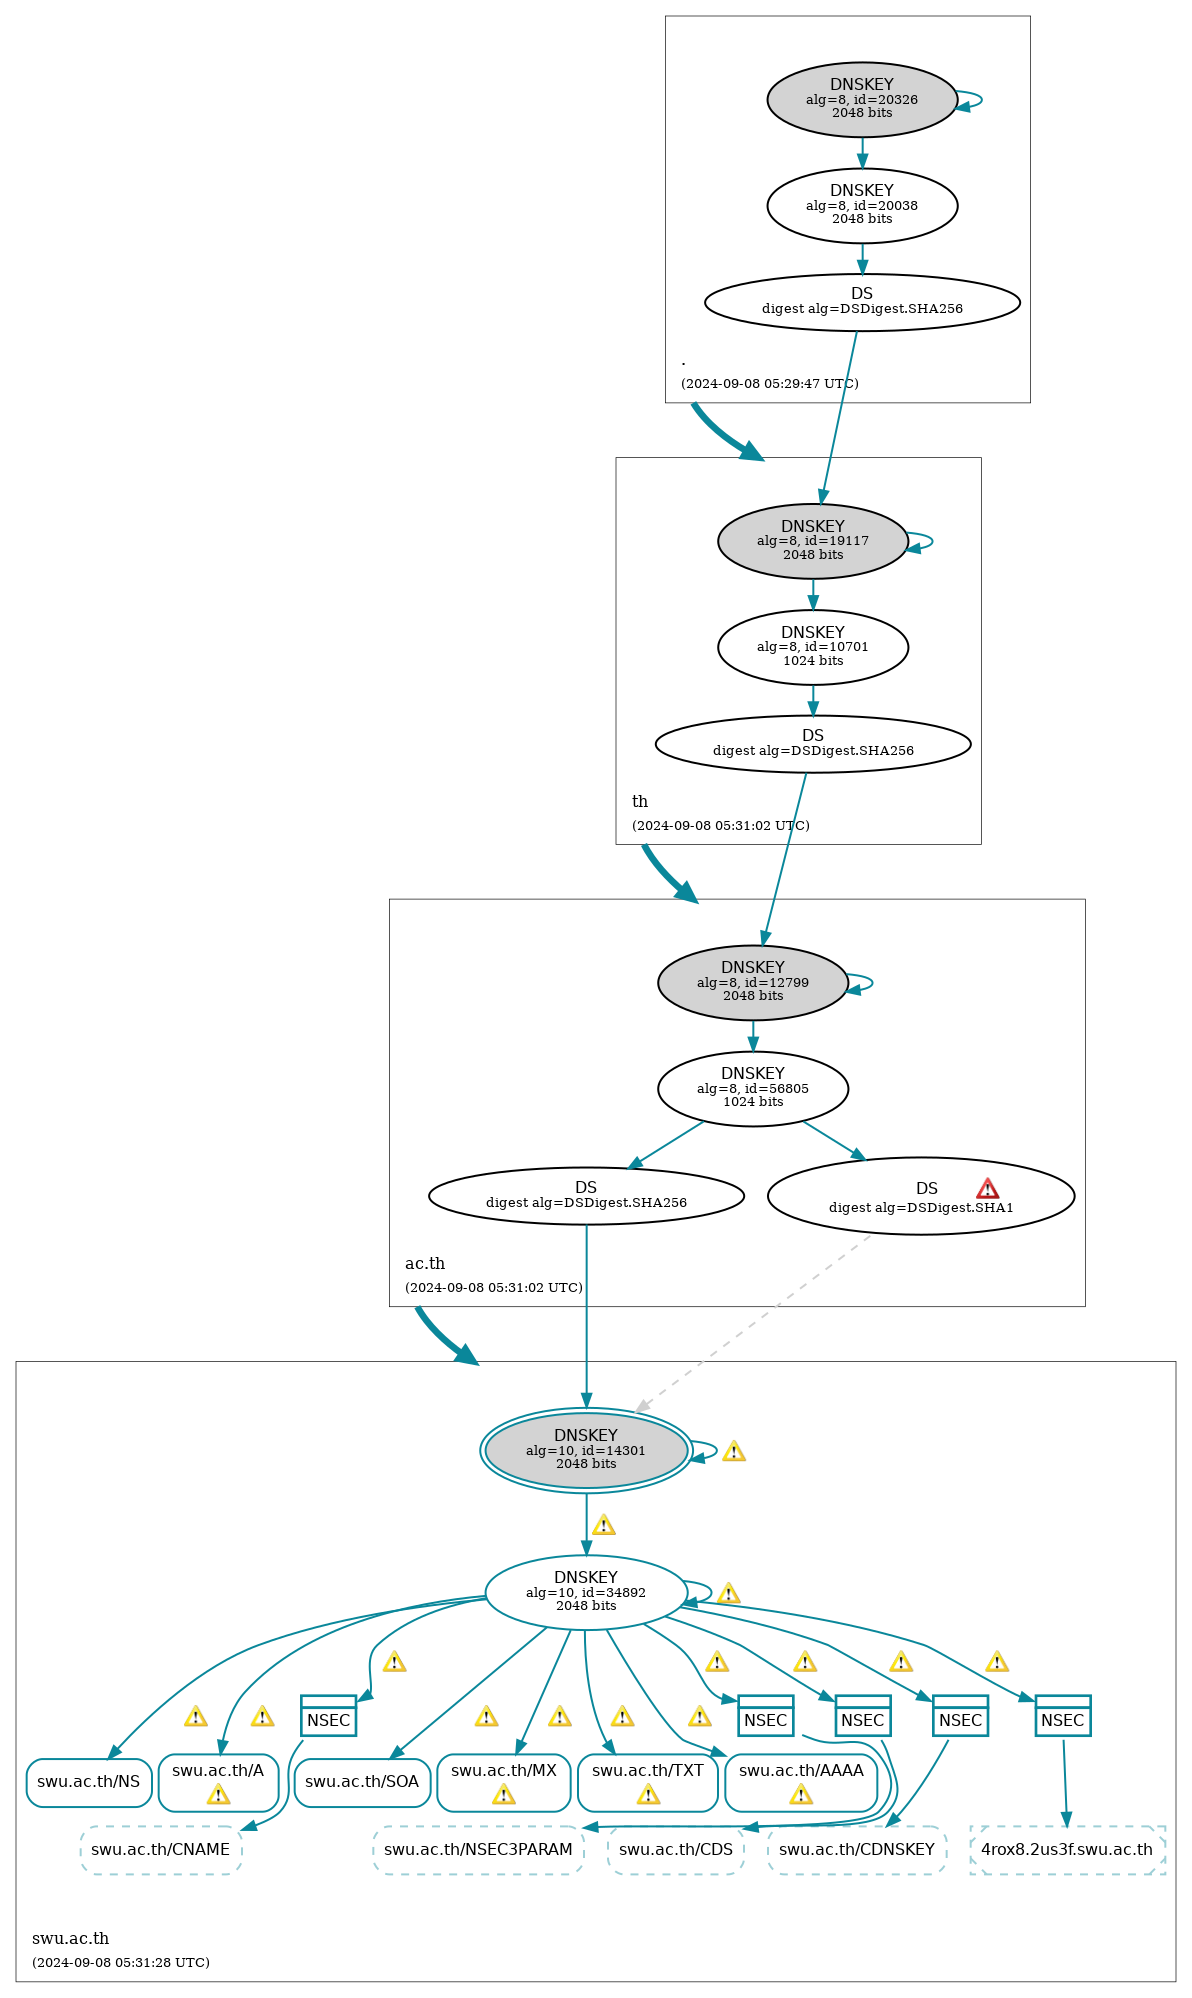 DNSKEY
alg=8, id=20326
2048 bits
DNSKEY
alg=8, id=20038
2048 bits
DS
digest alg=DSDigest.SHA256
.
(2024-09-08 05:29:47 UTC)
DNSKEY
alg=8, id=19117
2048 bits
DNSKEY
alg=8, id=10701
1024 bits
DS
digest alg=DSDigest.SHA256
th
(2024-09-08 05:31:02 UTC)
DNSKEY
alg=8, id=12799
2048 bits
DNSKEY
alg=8, id=56805
1024 bits
DS
digest alg=DSDigest.SHA256
DS
digest alg=DSDigest.SHA1
ac.th
(2024-09-08 05:31:02 UTC)
DNSKEY
alg=10, id=14301
2048 bits
DNSKEY
alg=10, id=34892
2048 bits
NSEC
NSEC
NSEC
NSEC
NSEC
swu.ac.th/NS
swu.ac.th/A
swu.ac.th/SOA
swu.ac.th/MX
swu.ac.th/TXT
swu.ac.th/AAAA
swu.ac.th/CNAME
swu.ac.th/NSEC3PARAM
swu.ac.th/CDS
swu.ac.th/CDNSKEY
4rox8.2us3f.swu.ac.th
swu.ac.th
(2024-09-08 05:31:28 UTC)